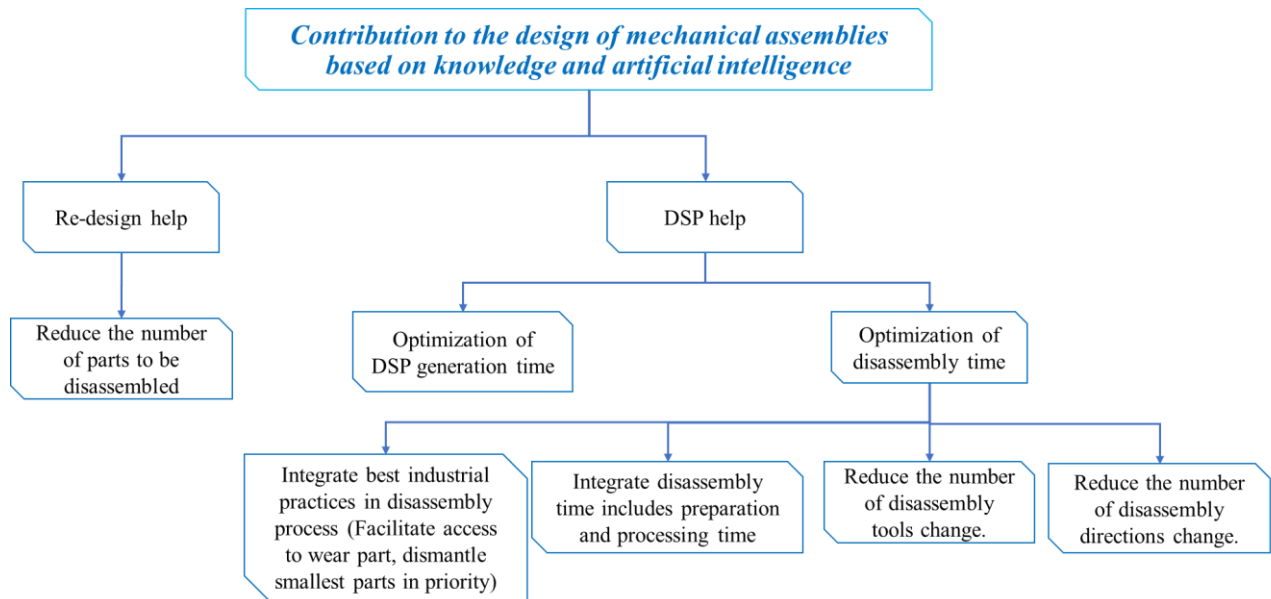 Contribution to the design of mechanical assemblies
based on knowledge and artificial intelligence
Re-design help
DSP help
Reduce the number
of parts to be
disassembled
Optimization of
DSP generation time
Optimization of
disassembly time
Integrate best industrial
practices in disassembly
process (Facilitate access
to wear part, dismantle
smallest parts in priority)
Integrate disassembly
time includes preparation
and processing time
Reduce the number
of disassembly
tools change.
Reduce the number
of disassembly
directions change.